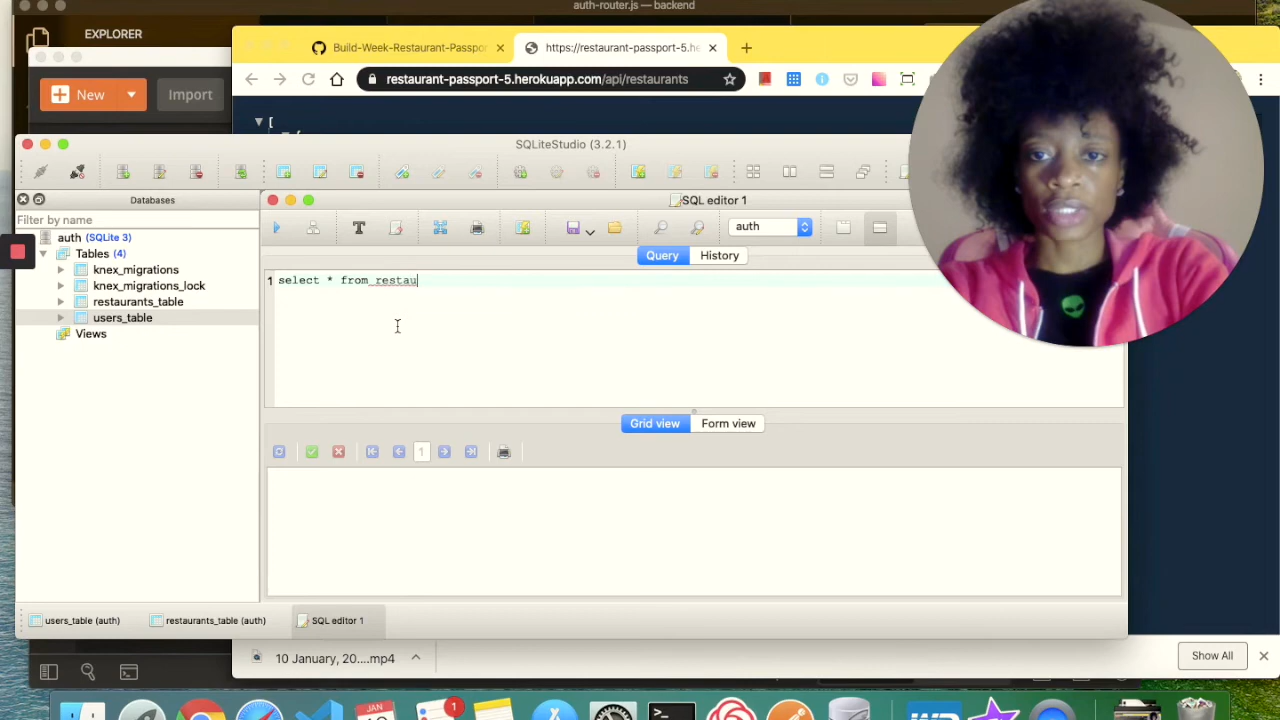 auth-router.js — backend
EXPLORER
Build-Week-Restaurant-Passpor
https://restaurant-passport-5.he
New
Import
restaurant-passport-5.herokuapp.com/api/restaurants
[
SQLiteStudio (3.2.1)
Databases
SQL editor 1
Filter by name
auth (SQLite 3)
auth
Tables (4)
Query
History
knex_migrations
1 select * from restau
knex_migrations_lock
restaurants_table
users_table
Views
Grid view
Form view
1
users_table (auth)
restaurants_table (auth)
SQL editor 1
10 January, 20....mp4
Show All
JAN
1